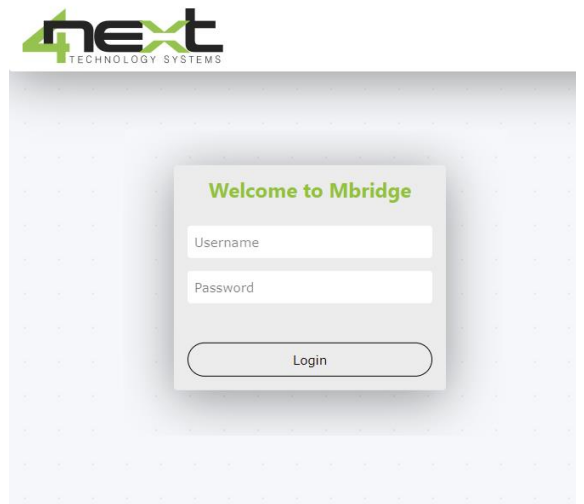 4next
TECHNOLOGY SYSTEMS
Welcome to Mbridge
Username
Password
Login